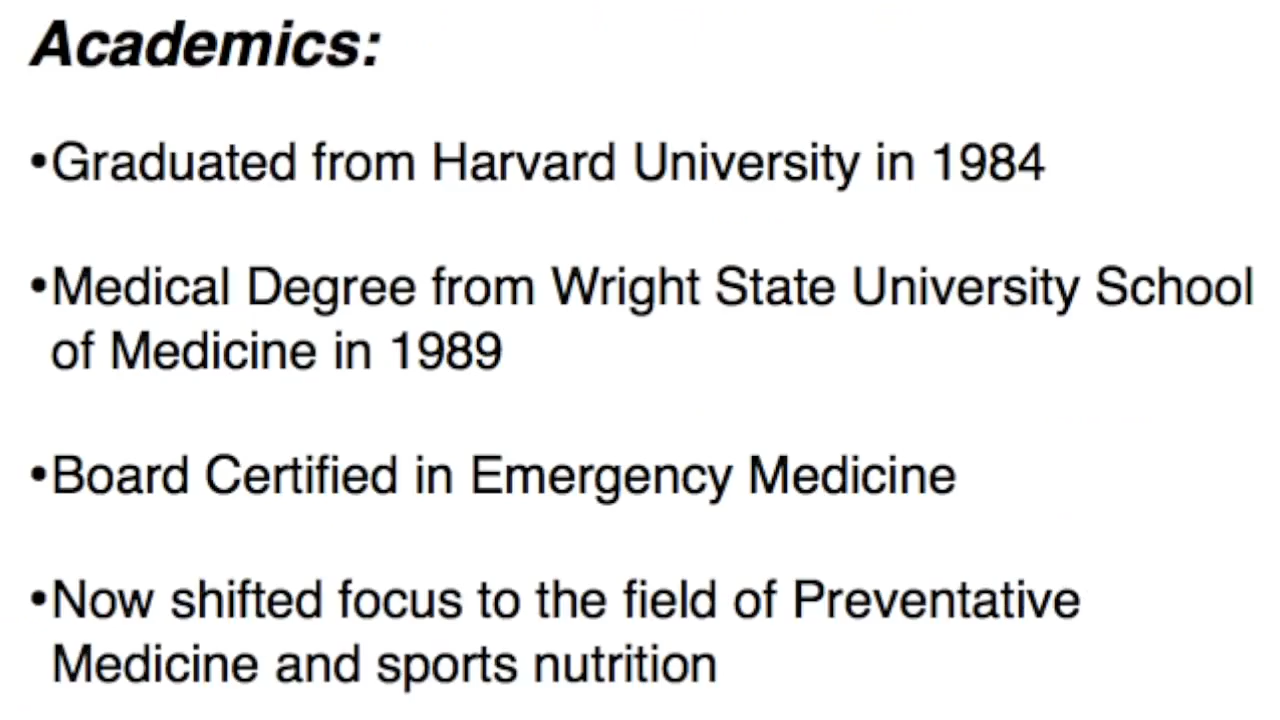 Academics:
•Graduated from Harvard University in 1984
•Medical Degree from Wright State University School
of Medicine in 1989
•Board Certified in Emergency Medicine
•Now shifted focus to the field of Preventative
Medicine and sports nutrition